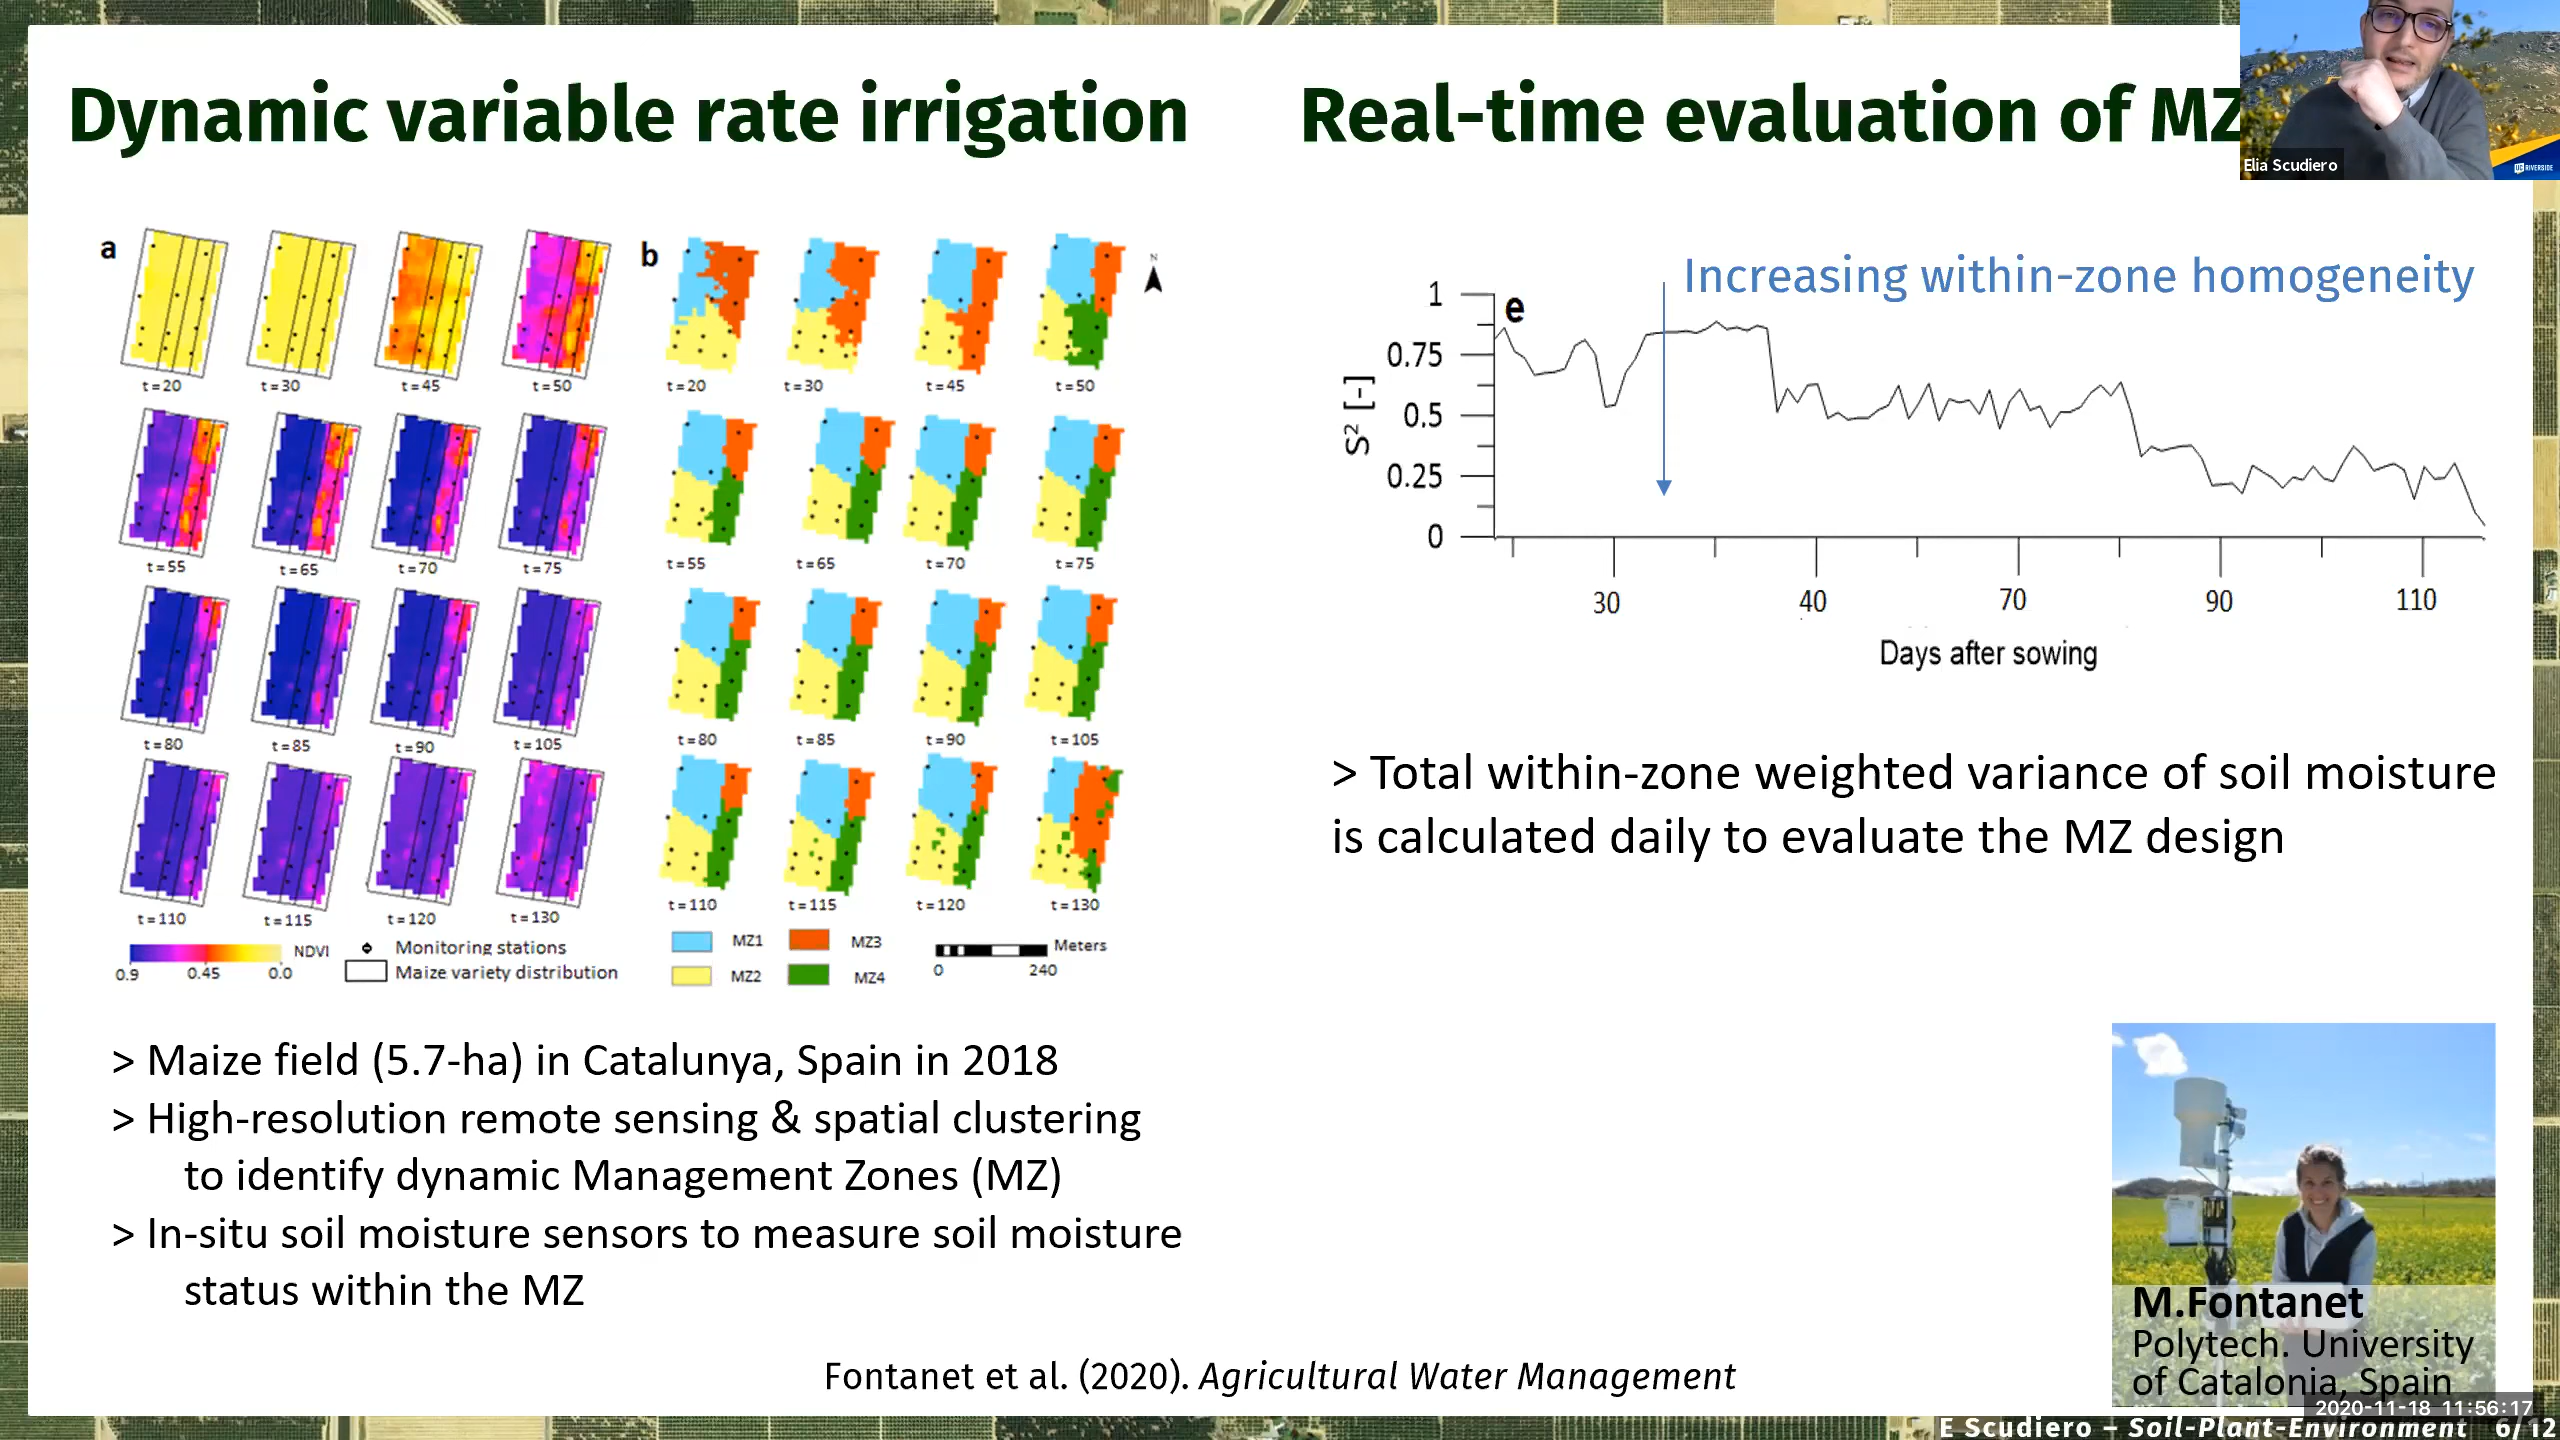 Dynamic variable rate irrigation
Real-time evaluation of MZ
Elia Scudiero
UC RIVERSIDE
a
t=20
t=30
t=45
t=50
t=55
t=65
t=70
t=75
t=80
t=85
t=90
t=105
t=110
t=115
t=120
t=130
NDVI
0.9
0.45
0.0
Monitoring stations
Maize variety distribution
b
N
t=20
t=30
t=45
t=50
t=55
t=65
t=70
t=75
t=80
t=85
t=90
t=105
t=110
t=115
t=120
t=130
MZ1
MZ3
MZ2
MZ4
Meters
0
240
> Maize field (5.7-ha) in Catalunya, Spain in 2018
> High-resolution remote sensing & spatial clustering
to identify dynamic Management Zones (MZ)
> In-situ soil moisture sensors to measure soil moisture
status within the MZ
Increasing within-zone homogeneity
e
S² [-]
1
0.75
0.5
0.25
0
30
40
70
90
110
Days after sowing
> Total within-zone weighted variance of soil moisture
is calculated daily to evaluate the MZ design
M.Fontanet
Polytech. University
of Catalonia, Spain
Fontanet et al. (2020). Agricultural Water Management
2020-11-18 11:56:17
E Scudiero – Soil-Plant-Environment 6/12